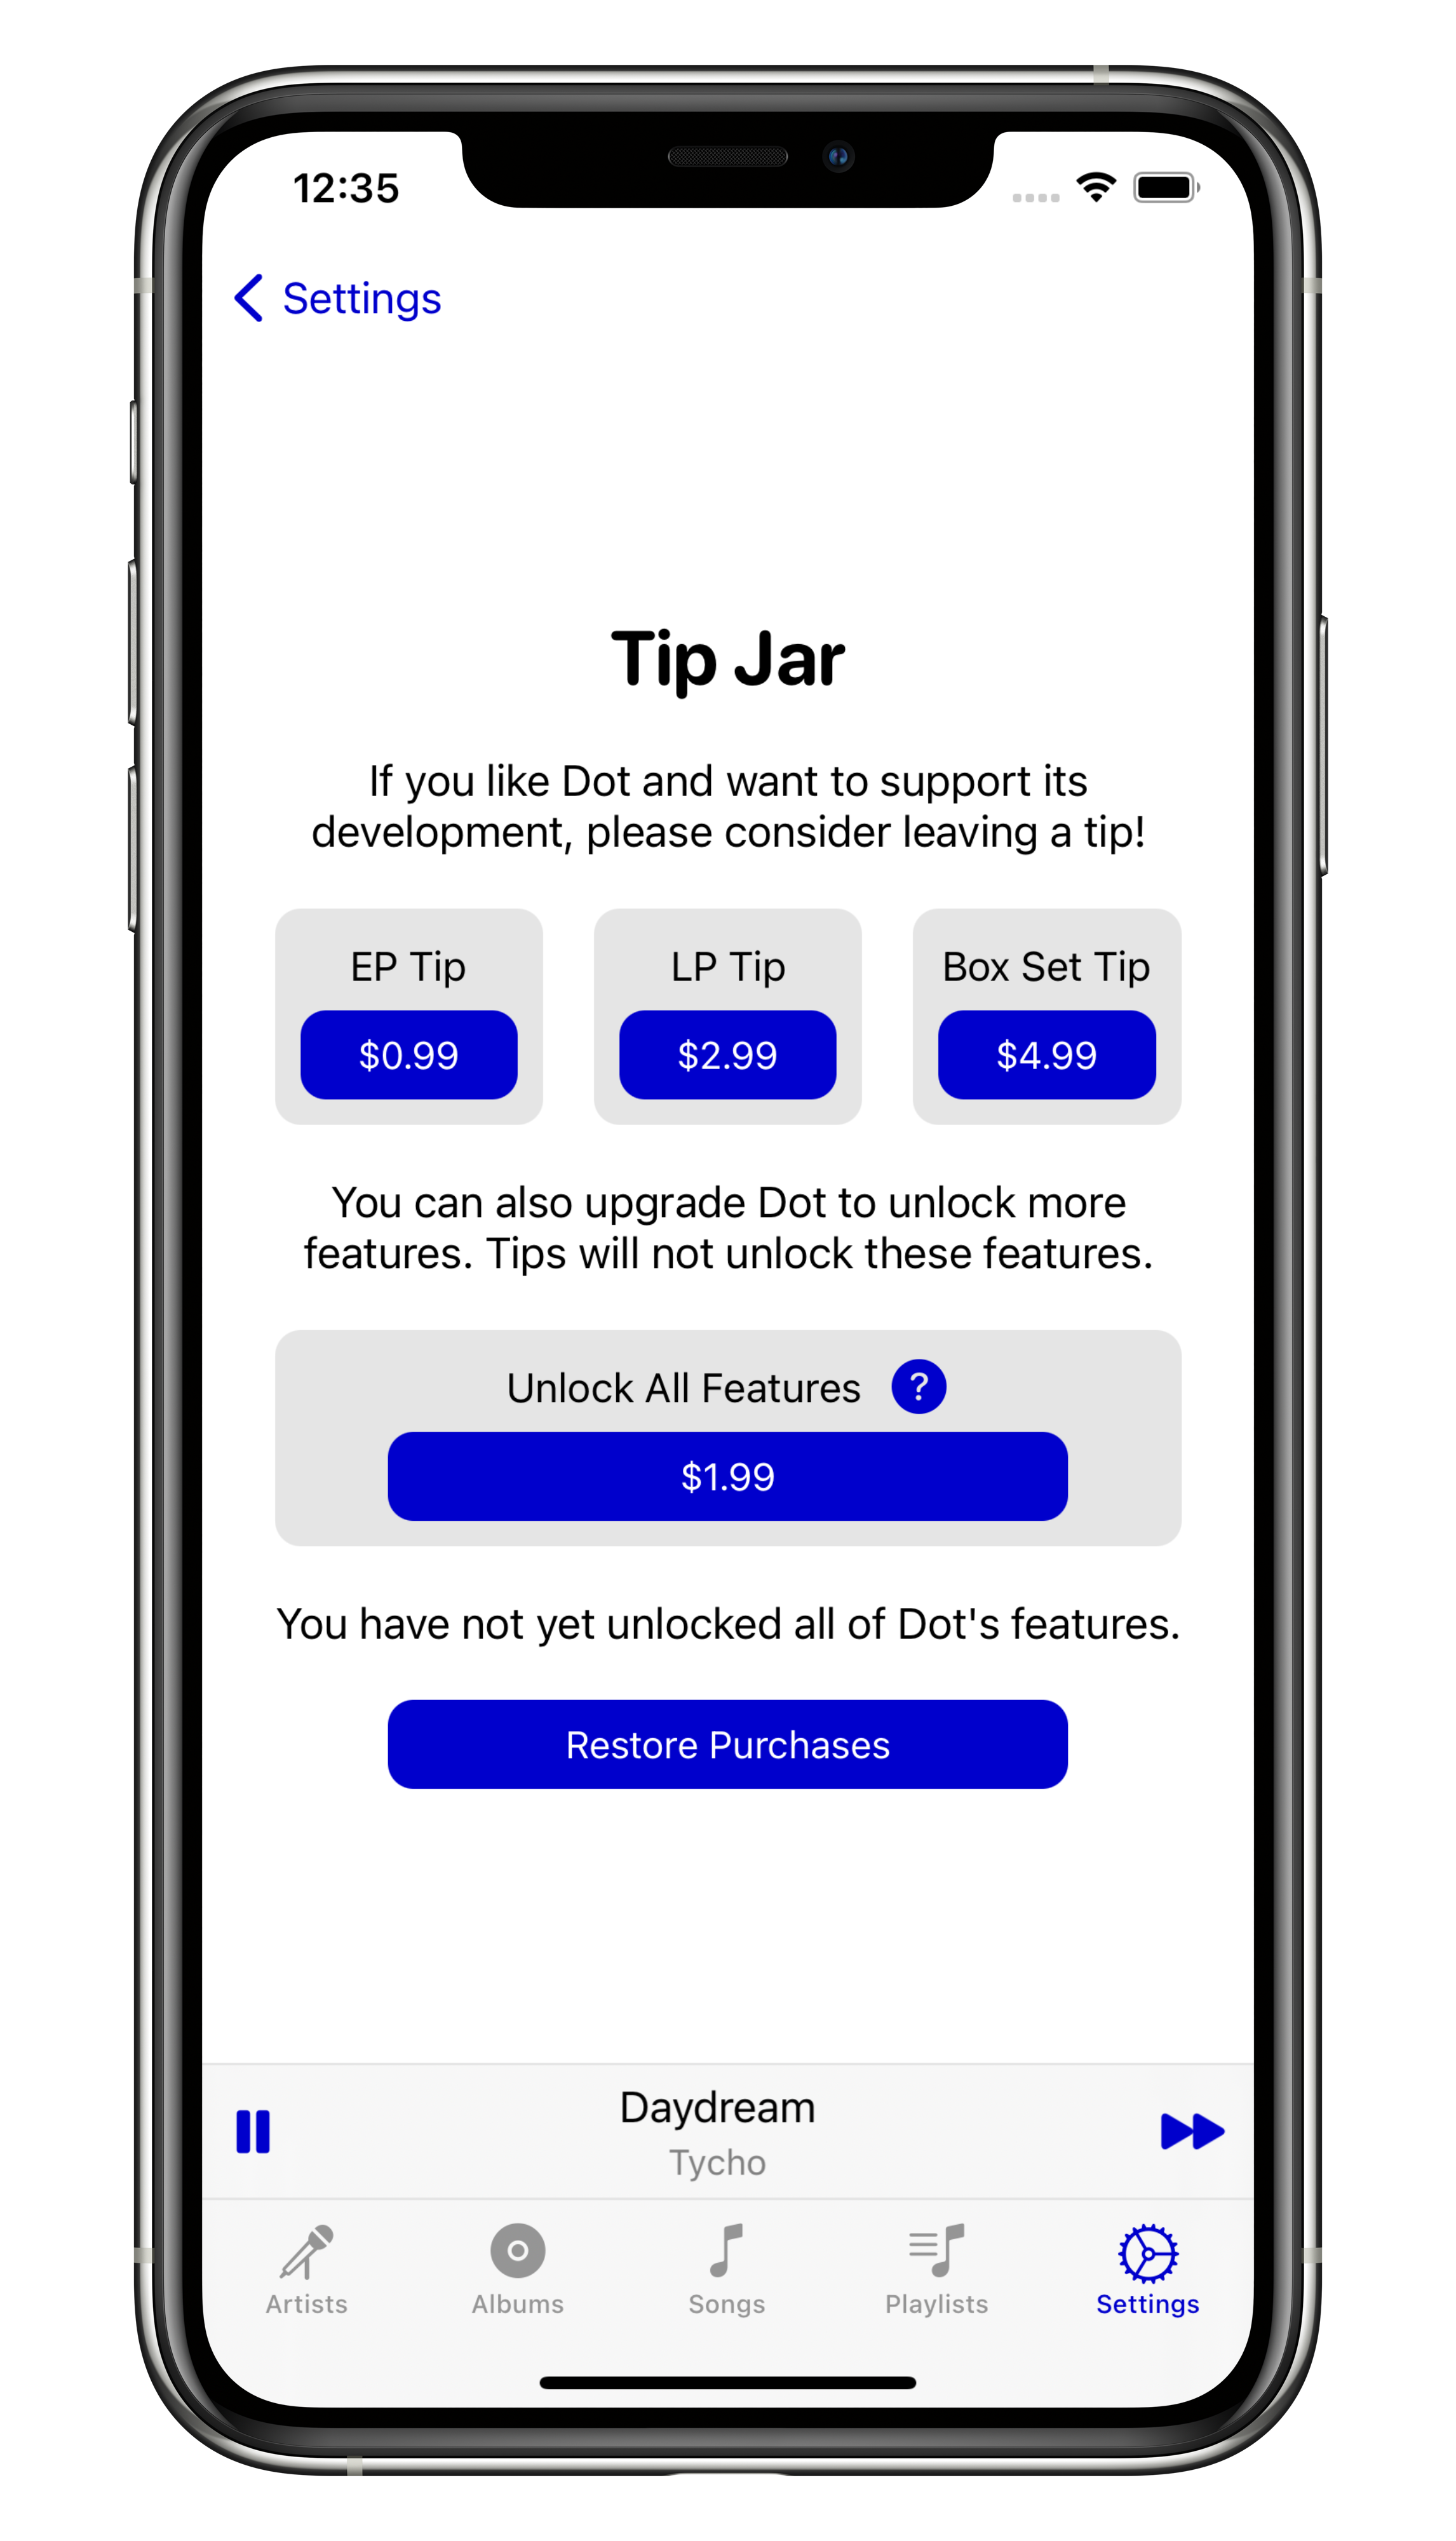 12:35
Settings
Tip Jar
If you like Dot and want to support its
development, please consider leaving a tip!
EP Tip
LP Tip
Box Set Tip
$0.99
$2.99
$4.99
You can also upgrade Dot to unlock more
features. Tips will not unlock these features.
Unlock All Features ?
$1.99
You have not yet unlocked all of Dot's features.
Restore Purchases
Daydream
Tycho
Artists
Albums
Songs
Playlists
Settings